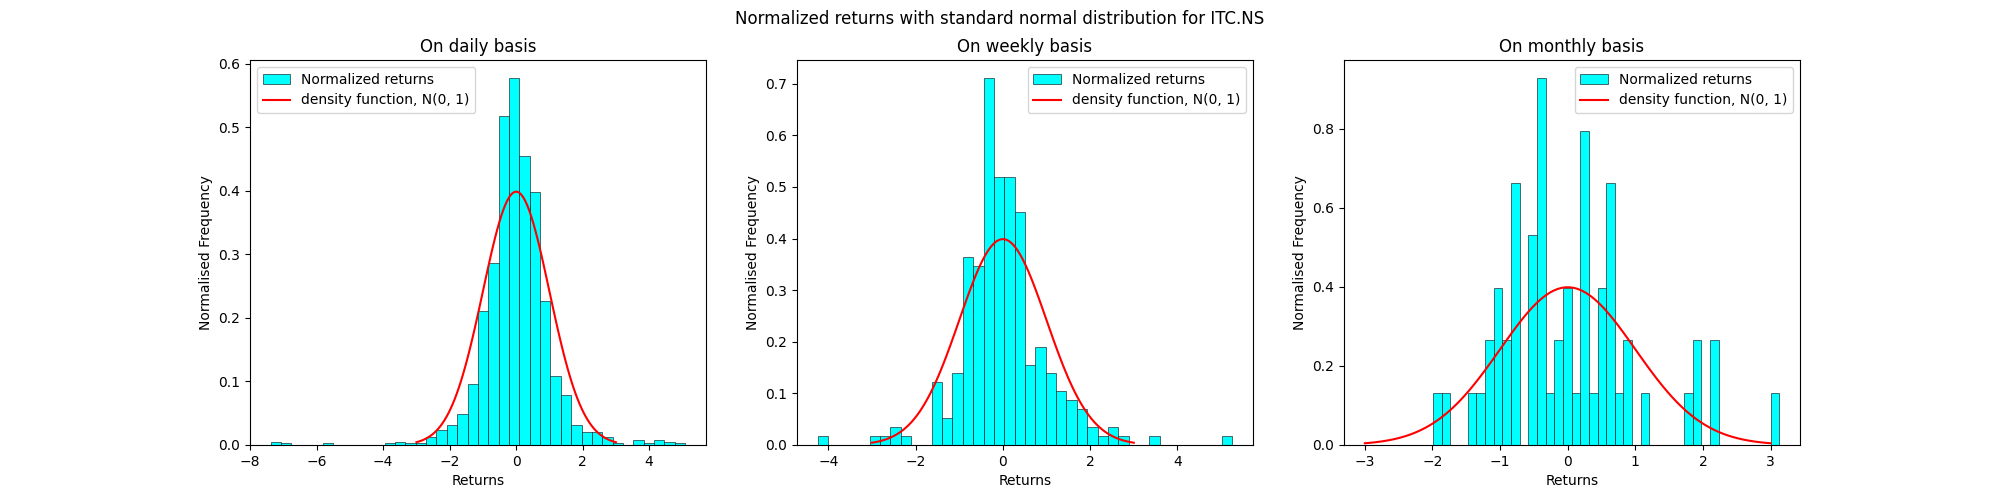 Normalized returns with standard normal distribution for ITC.NS
On daily basis
Normalized returns
density function, N(0, 1)
Normalised Frequency
0.6
0.5
0.4
0.3
0.2
0.1
0.0
−8 −6 −4 −2 0 2 4
Returns
On weekly basis
Normalized returns
density function, N(0, 1)
Normalised Frequency
0.7
0.6
0.5
0.4
0.3
0.2
0.1
0.0
−4 −2 0 2 4
Returns
On monthly basis
Normalized returns
density function, N(0, 1)
Normalised Frequency
0.8
0.6
0.4
0.2
0.0
−3 −2 −1 0 1 2 3
Returns